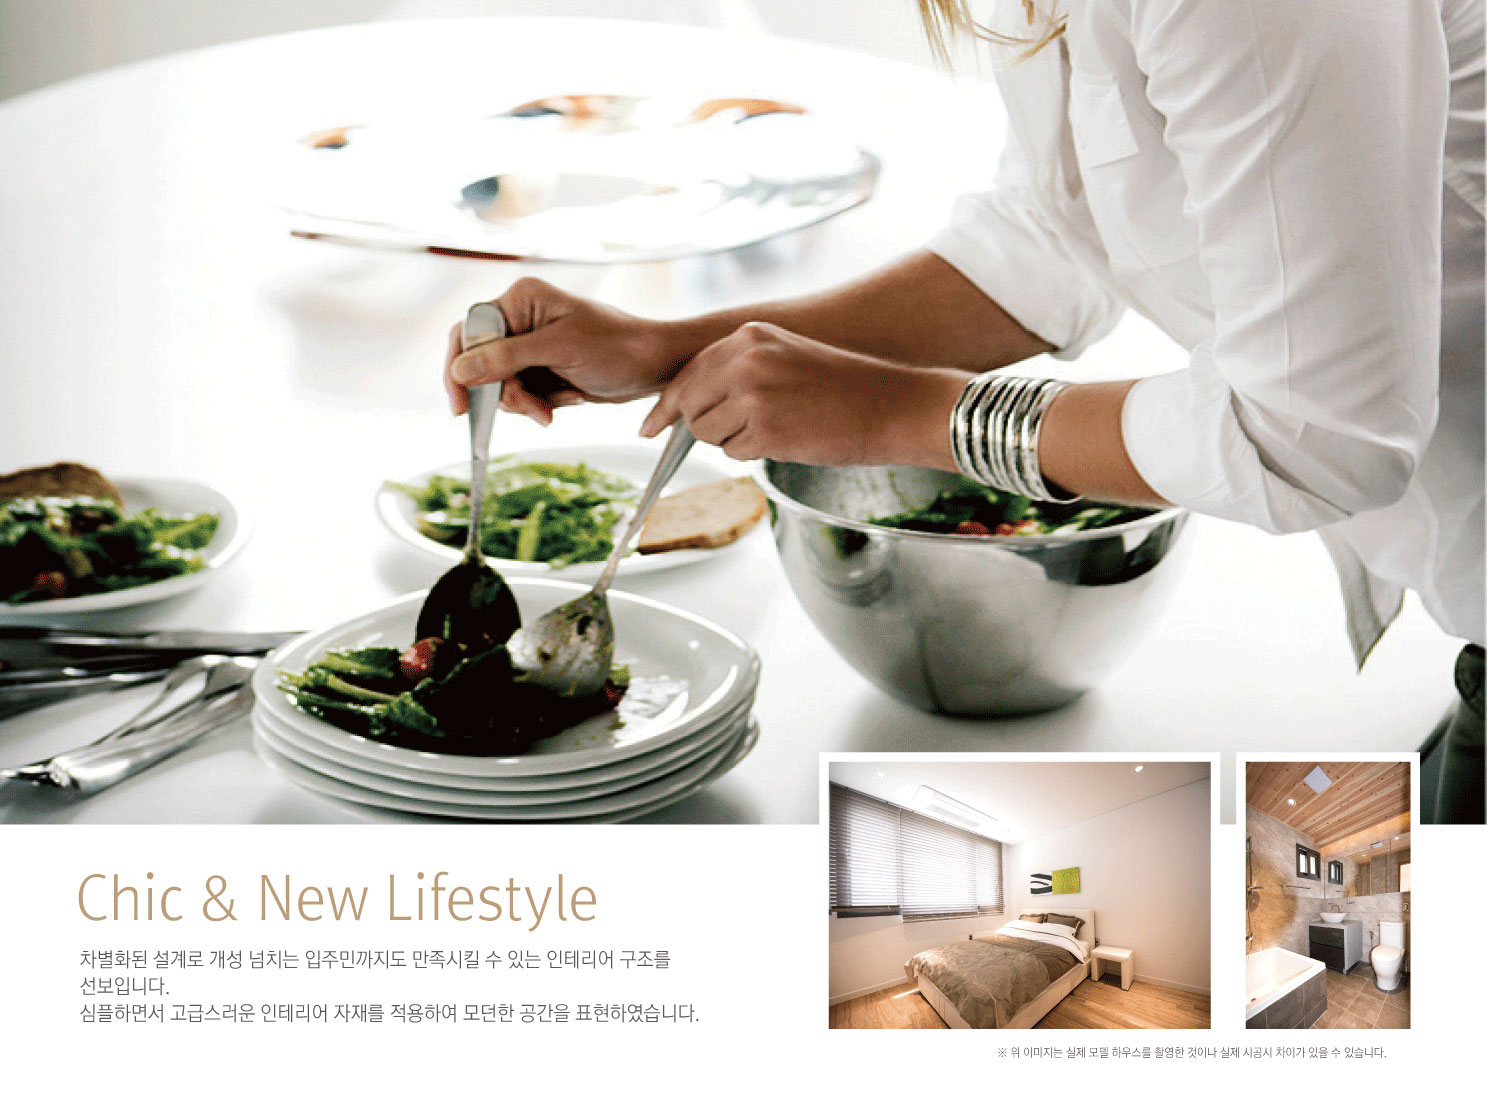 Chic & New Lifestyle
차별화된 설계로 개성 넘치는 입주민까지도 만족시킬 수 있는 인테리어 구조를
선보입니다.
심플하면서 고급스러운 인테리어 자재를 적용하여 모던한 공간을 표현하였습니다.
※ 위 이미지는 실제 모델 하우스를 촬영한 것이나 실제 시공시 차이가 있을 수 있습니다.